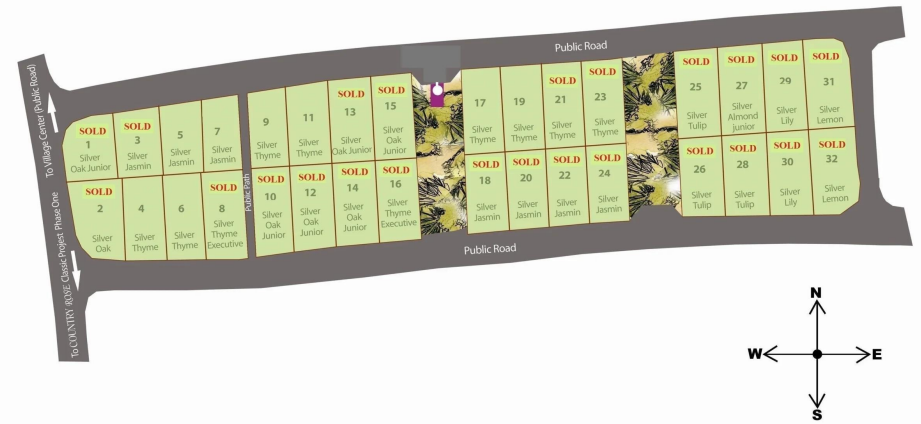 Public Road
To Village Center (Public Road)
SOLD
1
Silver
Oak Junior
SOLD
3
Silver
Jasmin
5
Silver
Jasmin
7
Silver
Jasmin
9
Silver
Thyme
11
Silver
Thyme
SOLD
13
Silver
Oak Junior
SOLD
15
Silver
Oak
Junior
17
Silver
Thyme
19
Silver
Thyme
SOLD
21
Silver
Thyme
SOLD
23
Silver
Thyme
SOLD
25
Silver
Tulip
SOLD
27
Silver
Almond
junior
SOLD
29
Silver
Lily
SOLD
31
Silver
Lemon
SOLD
2
Silver
Oak
4
Silver
Thyme
6
Silver
Thyme
SOLD
8
Silver
Thyme
Executive
Public Path
SOLD
10
Silver
Oak
Junior
SOLD
12
Silver
Oak
Junior
SOLD
14
Silver
Oak
Junior
SOLD
16
Silver
Thyme
Executive
SOLD
18
Silver
Jasmin
SOLD
20
Silver
Jasmin
SOLD
22
Silver
Jasmin
SOLD
24
Silver
Jasmin
SOLD
26
Silver
Tulip
SOLD
28
Silver
Tulip
SOLD
30
Silver
Lily
SOLD
32
Silver
Lemon
Public Road
To COUNTRY ROSE Classic Projest Phase One
N
W
E
S